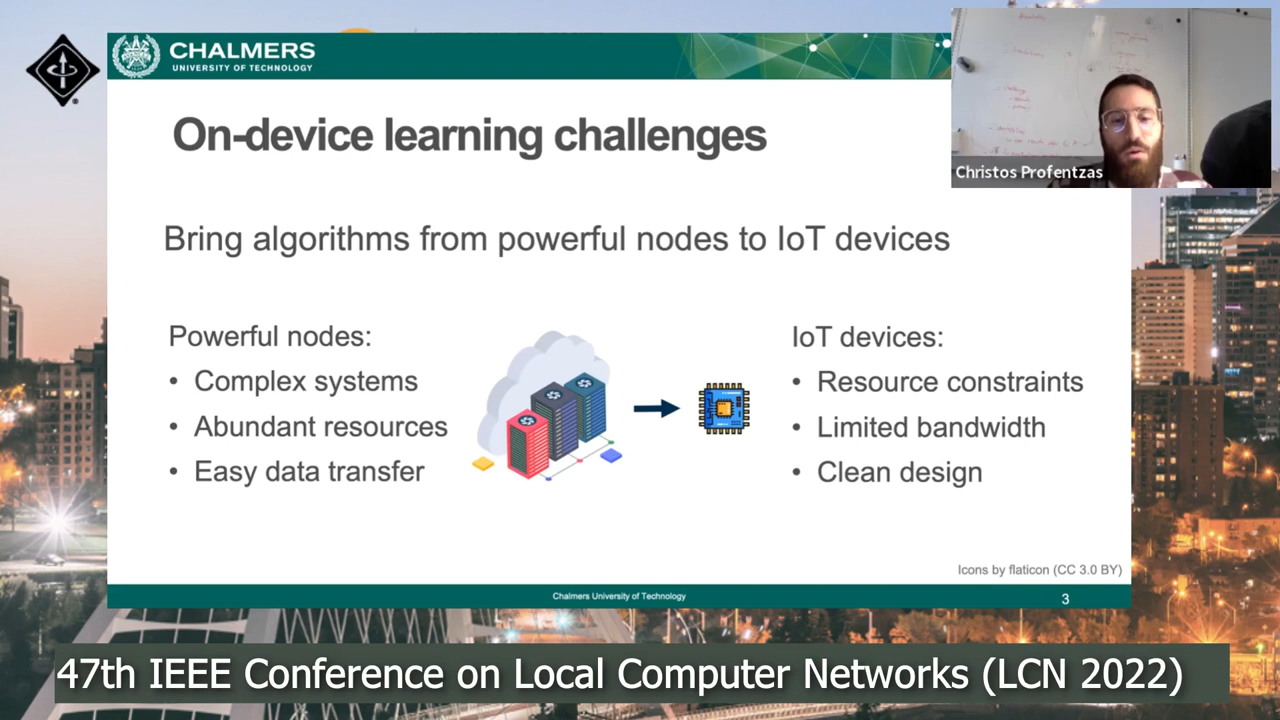 CHALMERS
UNIVERSITY OF TECHNOLOGY
On-device learning challenges
Christos Profentzas
Bring algorithms from powerful nodes to IoT devices
Powerful nodes:
• Complex systems
• Abundant resources
• Easy data transfer
IoT devices:
• Resource constraints
• Limited bandwidth
• Clean design
Icons by flaticon (CC 3.0 BY)
Chalmers University of Technology
3
47th IEEE Conference on Local Computer Networks (LCN 2022)